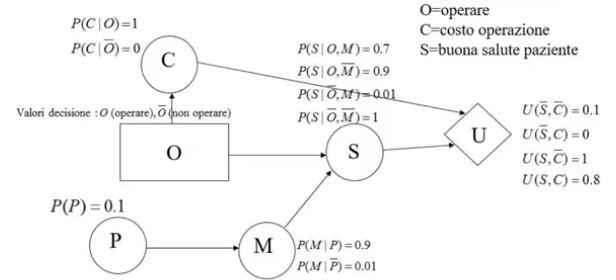 O=operare
C=costo operazione
S=buona salute paziente
P(C | O) = 1
P(C | O̅) = 0
C
P(S | O, M) = 0.7
P(S | O, M̅) = 0.9
P(S | O̅, M) = 0.01
P(S | O̅, M̅) = 1
Valori decisione : O (operare), O̅ (non operare)
O
S
U
U(S̅, C̅) = 0.1
U(S̅, C) = 0
U(S, C̅) = 1
U(S, C) = 0.8
P(P) = 0.1
P
M
P(M | P) = 0.9
P(M | P̅) = 0.01